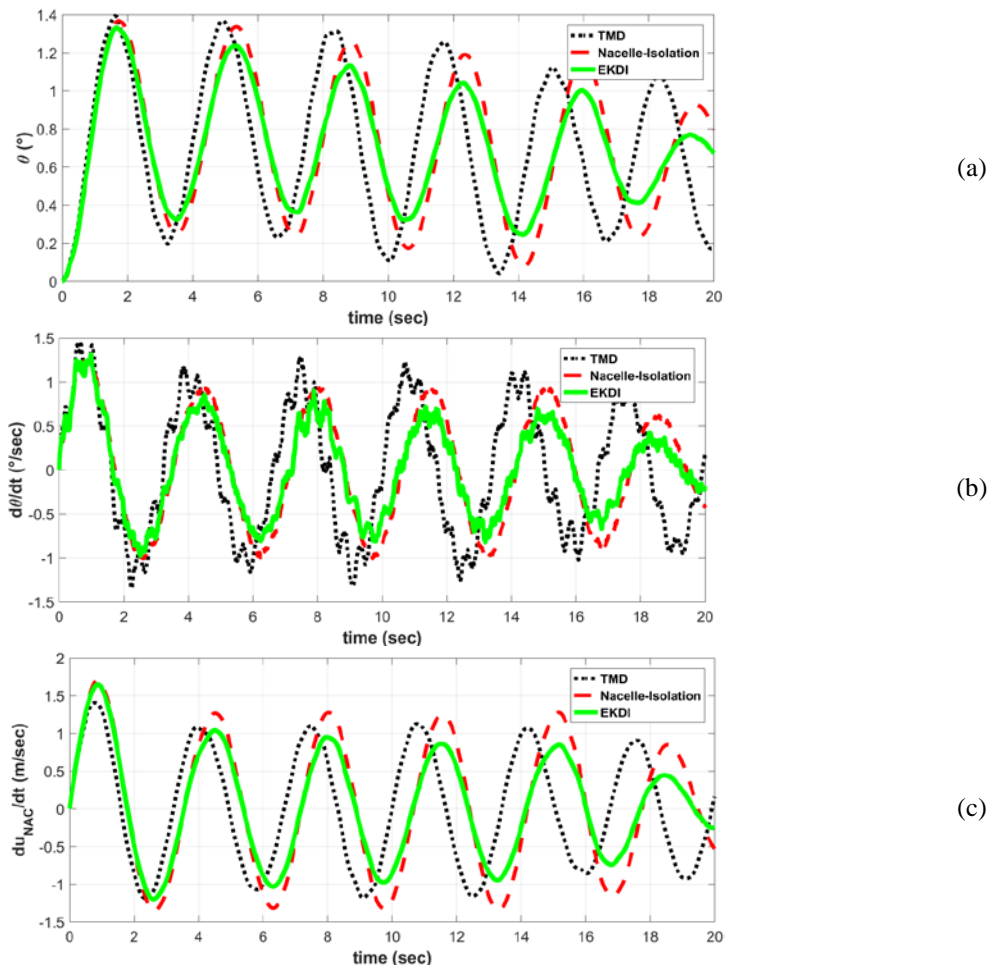 1.4
1.2
1
0.8
0.6
0.4
0.2
0
θ (°)
TMD
Nacelle-Isolation
EKDI
0 2 4 6 8 10 12 14 16 18 20
time (sec)
(a)
1.5
1
0.5
0
-0.5
-1
-1.5
dθ/dt (°/sec)
TMD
Nacelle-Isolation
EKDI
0 2 4 6 8 10 12 14 16 18 20
time (sec)
(b)
2
1.5
1
0.5
0
-0.5
-1
-1.5
du_NAC/dt (m/sec)
TMD
Nacelle-Isolation
EKDI
0 2 4 6 8 10 12 14 16 18 20
time (sec)
(c)